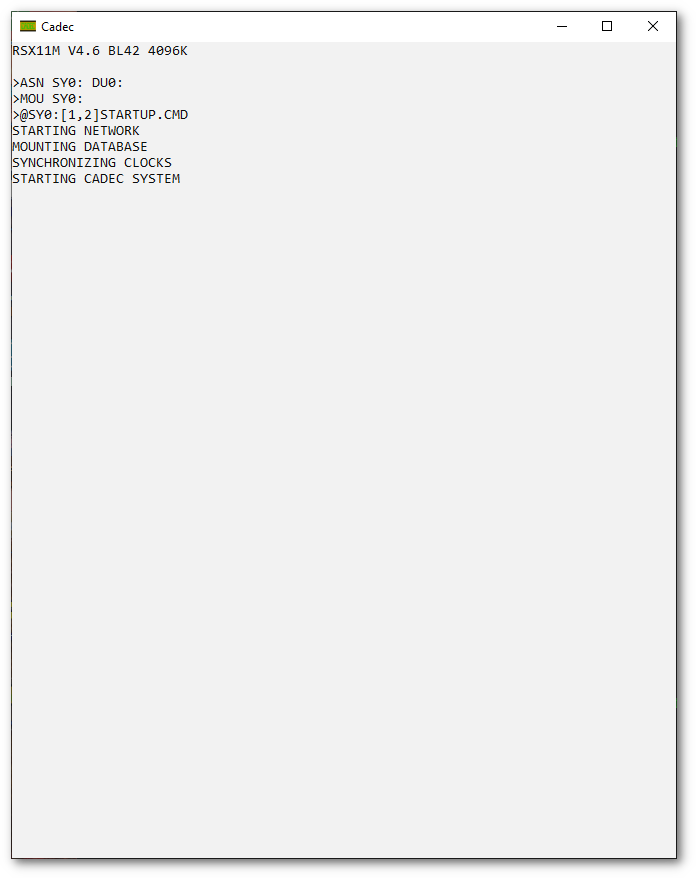 Cadec
RSX11M V4.6 BL42 4096K
>ASN SY0: DU0:
>MOU SY0:
>@SY0:[1,2]STARTUP.CMD
STARTING NETWORK
MOUNTING DATABASE
SYNCHRONIZING CLOCKS
STARTING CADEC SYSTEM